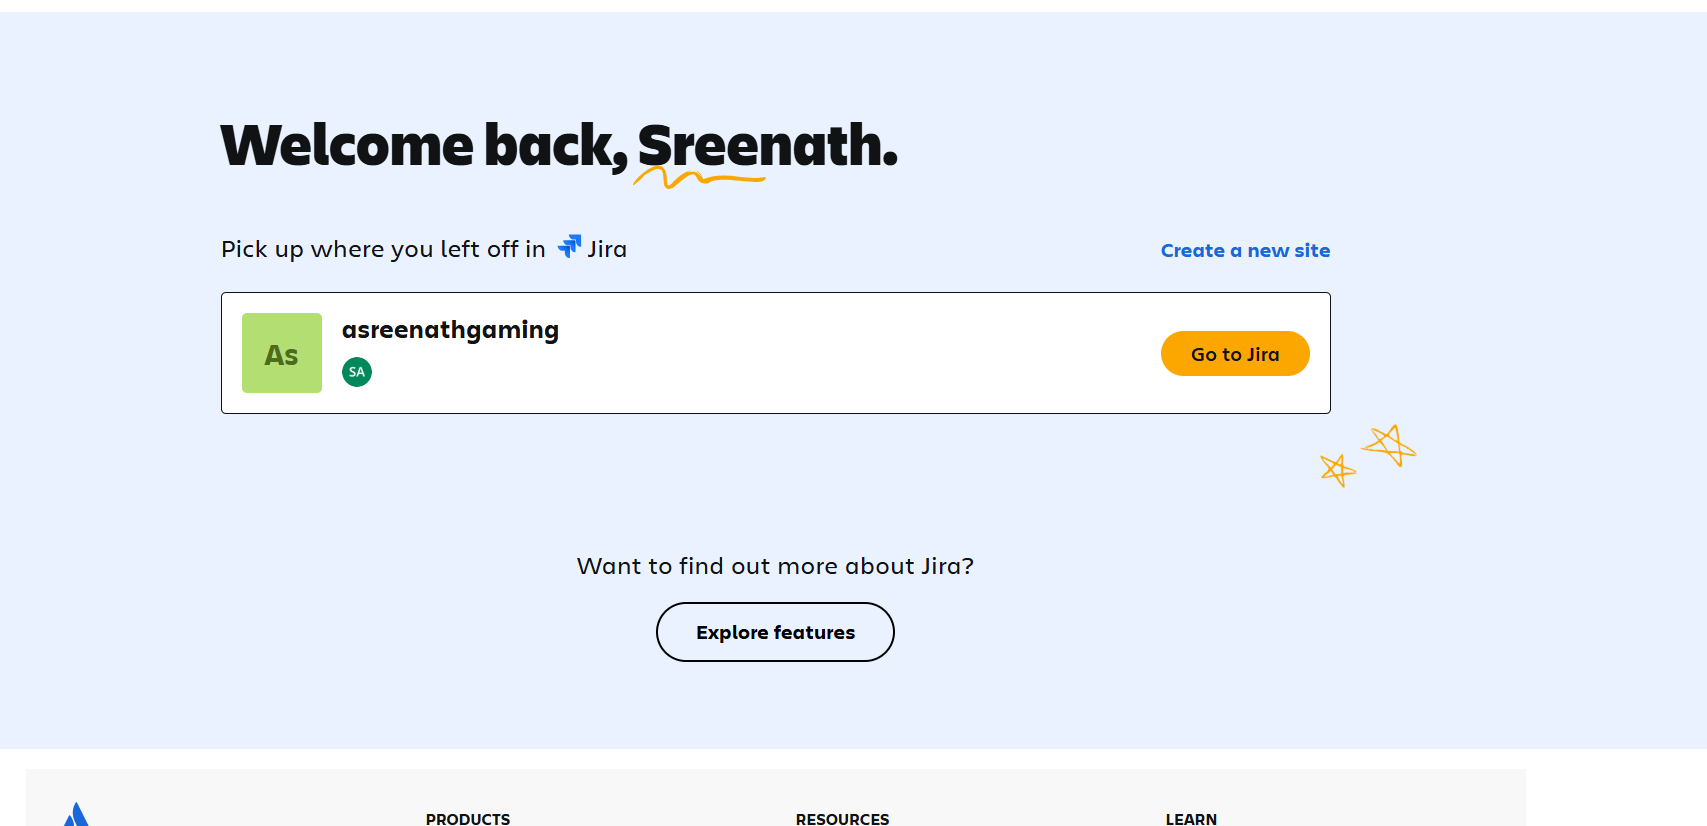 Welcome back, Sreenath.
Pick up where you left off in Jira
Create a new site
As
asreenathgaming
SA
Go to Jira
Want to find out more about Jira?
Explore features
PRODUCTS
RESOURCES
LEARN